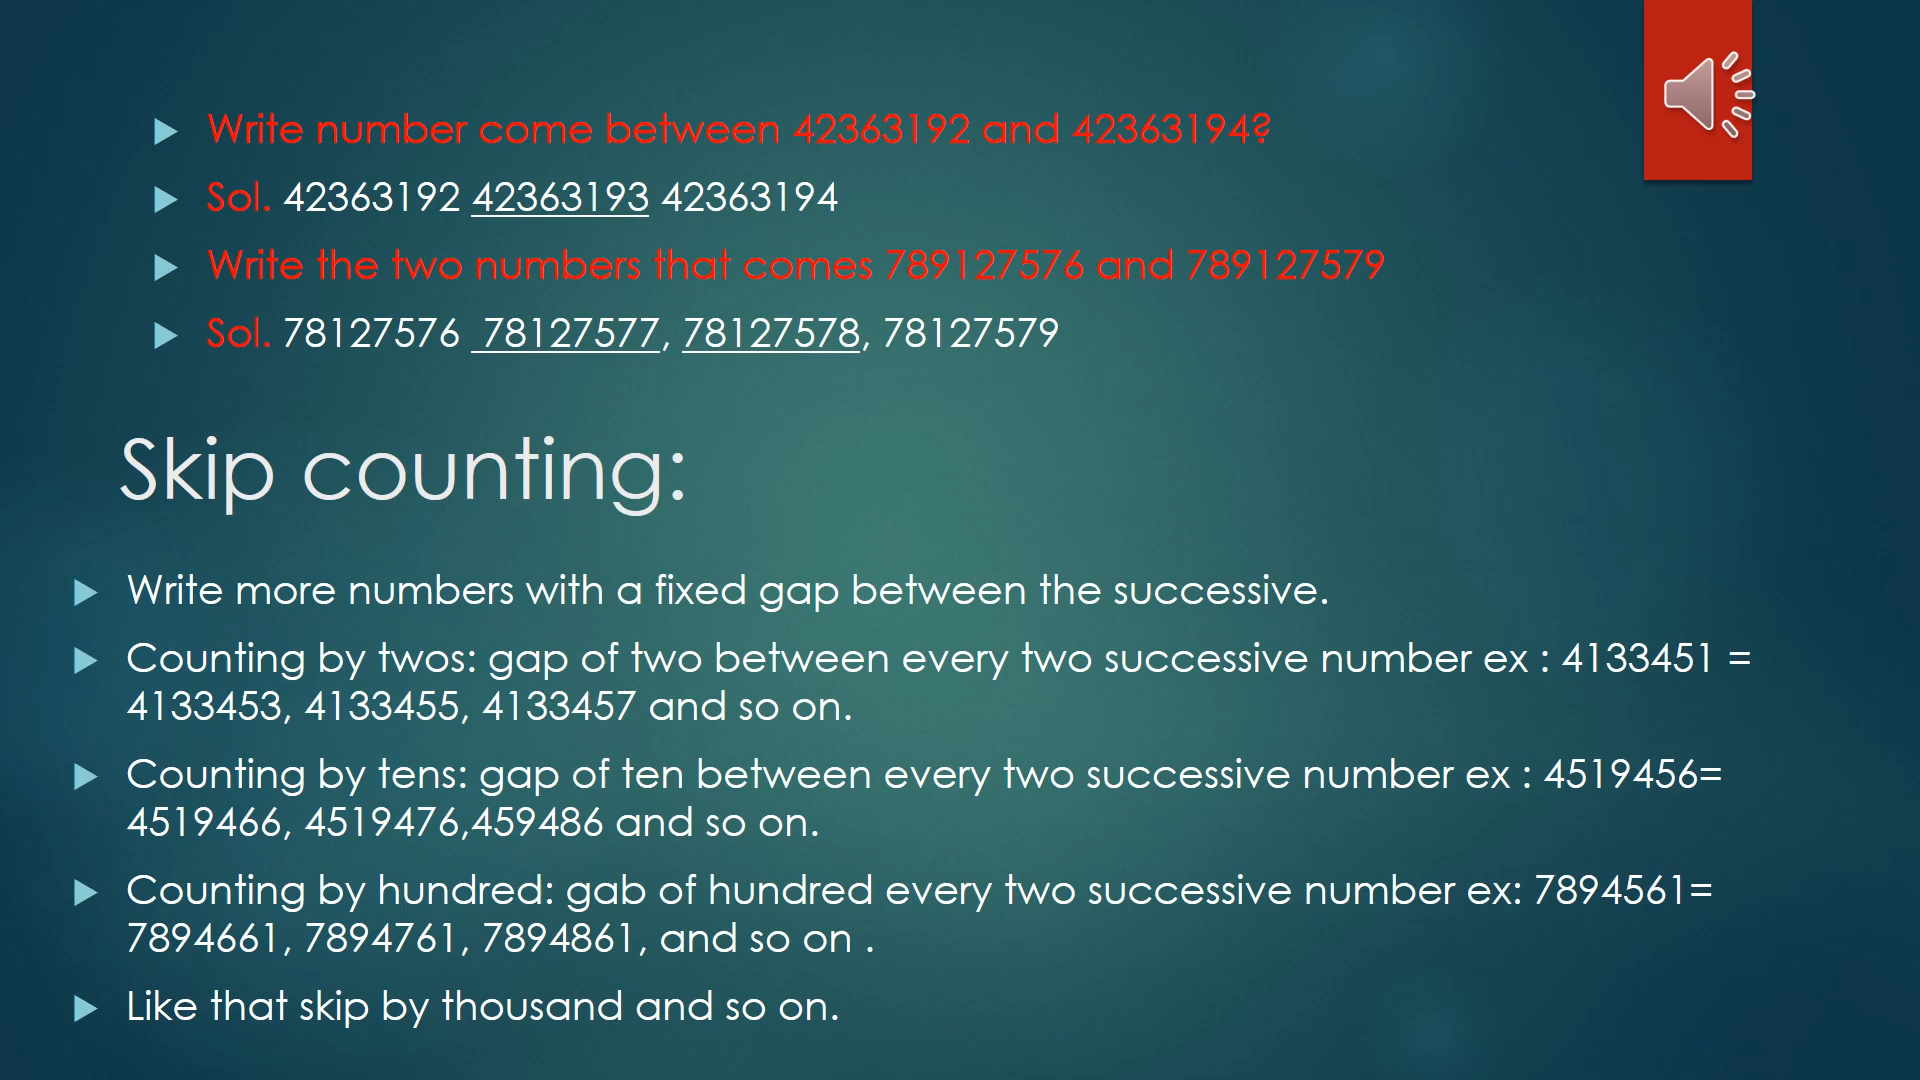 Write number come between 42363192 and 42363194?
Sol. 42363192 42363193 42363194
Write the two numbers that comes 789127576 and 789127579
Sol. 78127576  78127577, 78127578, 78127579
Skip counting:
Write more numbers with a fixed gap between the successive.
Counting by twos: gap of two between every two successive number ex : 4133451 =
4133453, 4133455, 4133457 and so on.
Counting by tens: gap of ten between every two successive number ex : 4519456=
4519466, 4519476,459486 and so on.
Counting by hundred: gab of hundred every two successive number ex: 7894561=
7894661, 7894761, 7894861, and so on .
Like that skip by thousand and so on.